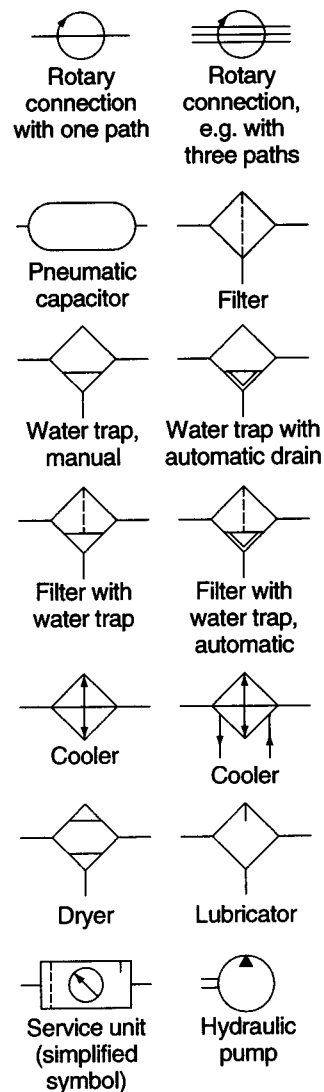 Rotary
connection
with one path
Rotary
connection,
e.g. with
three paths
Pneumatic
capacitor
Filter
Water trap,
manual
Water trap with
automatic drain
Filter with
water trap
Filter with
water trap,
automatic
Cooler
Cooler
Dryer
Lubricator
Service unit
(simplified
symbol)
Hydraulic
pump